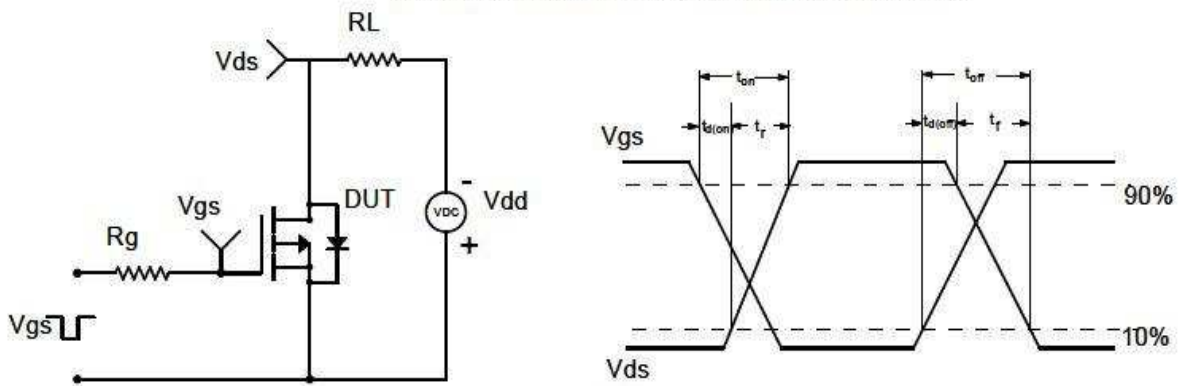 RL
Vds
Vgs
Rg
DUT
VDC
-
+
Vdd
Vgs
ton
toff
td(on)
tr
td(off)
tf
Vgs
90%
10%
Vds